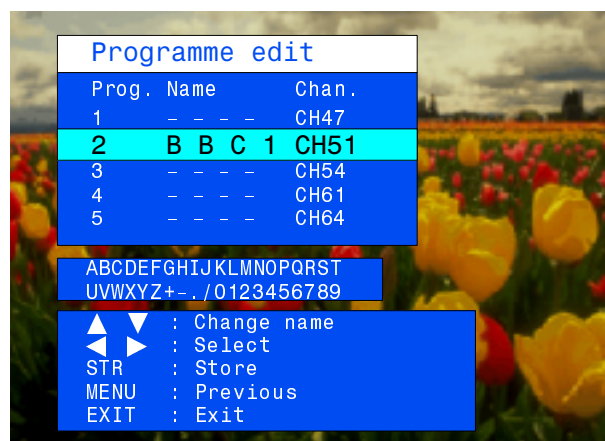 Programme edit
Prog. Name Chan.
1 – – – – CH47
2 B B C 1 CH51
3 – – – – CH54
4 – – – – CH61
5 – – – – CH64
ABCDEFGHIJKLMNOPQRST
UVWXYZ+–./0123456789
▲ ▼ : Change name
◀ ▶ : Select
STR : Store
MENU : Previous
EXIT : Exit